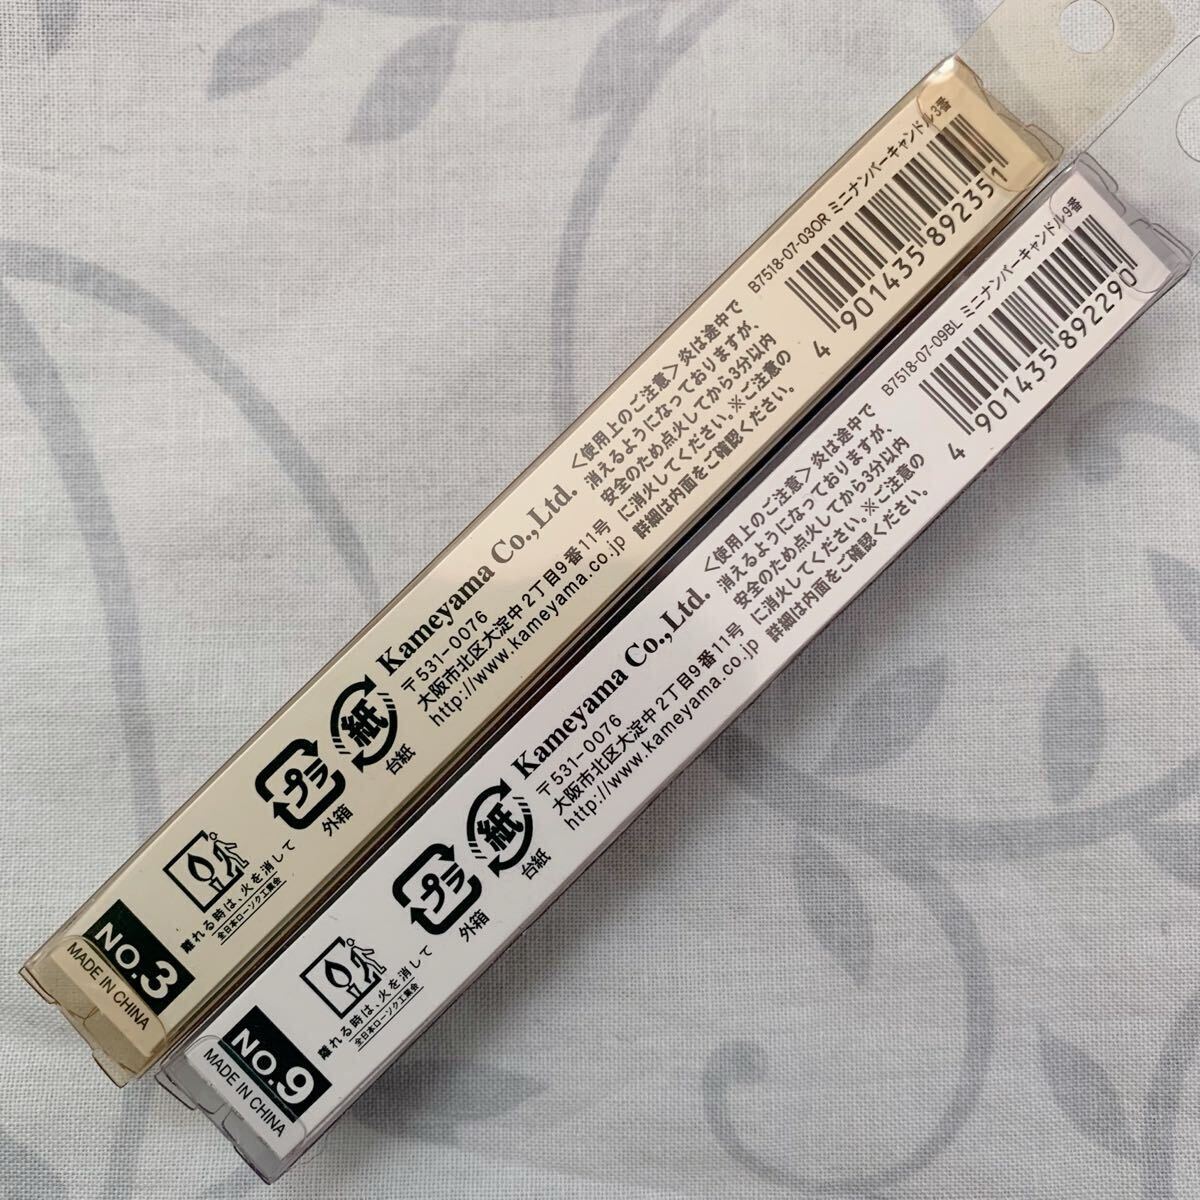 NO.3
MADE IN CHINA
離れる時は、火を消して
全日本ローソク工業会
プラ
外箱
紙
台紙
Kameyama Co.,Ltd.
〒531-0076
大阪市北区大淀中2丁目9番11号
http://www.kameyama.co.jp
<使用上のご注意>炎は途中で
消えるようになっておりますが、
安全のため点火してから3分以内
に消火してください。※ご注意の
詳細は内面をご確認ください。
B7518-07-03OR ミニナンバーキャンドル3番
4 901435 892351
NO.9
MADE IN CHINA
離れる時は、火を消して
全日本ローソク工業会
プラ
外箱
紙
台紙
Kameyama Co.,Ltd.
〒531-0076
大阪市北区大淀中2丁目9番11号
http://www.kameyama.co.jp
<使用上のご注意>炎は途中で
消えるようになっておりますが、
安全のため点火してから3分以内
に消火してください。※ご注意の
詳細は内面をご確認ください。
B7518-07-09BL ミニナンバーキャンドル9番
4 901435 892290